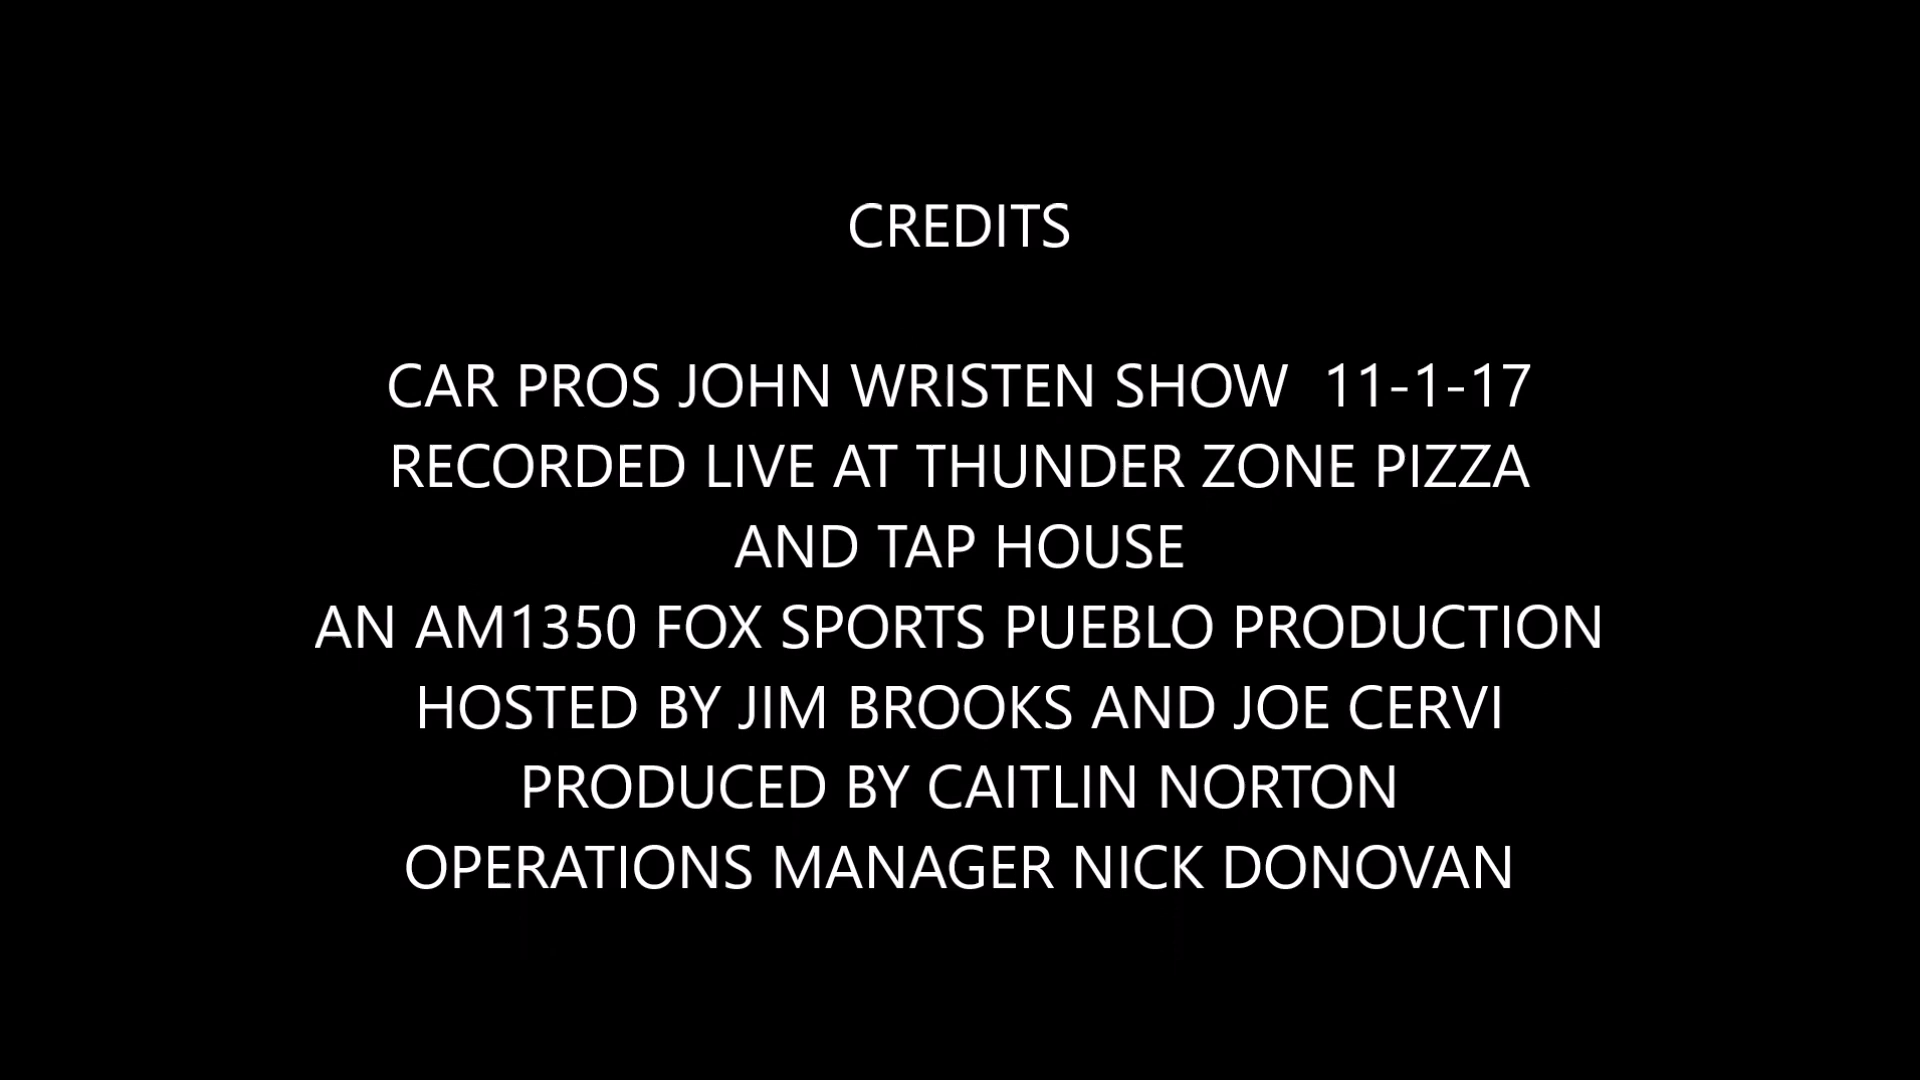 CREDITS
CAR PROS JOHN WRISTEN SHOW  11-1-17
RECORDED LIVE AT THUNDER ZONE PIZZA
AND TAP HOUSE
AN AM1350 FOX SPORTS PUEBLO PRODUCTION
HOSTED BY JIM BROOKS AND JOE CERVI
PRODUCED BY CAITLIN NORTON
OPERATIONS MANAGER NICK DONOVAN